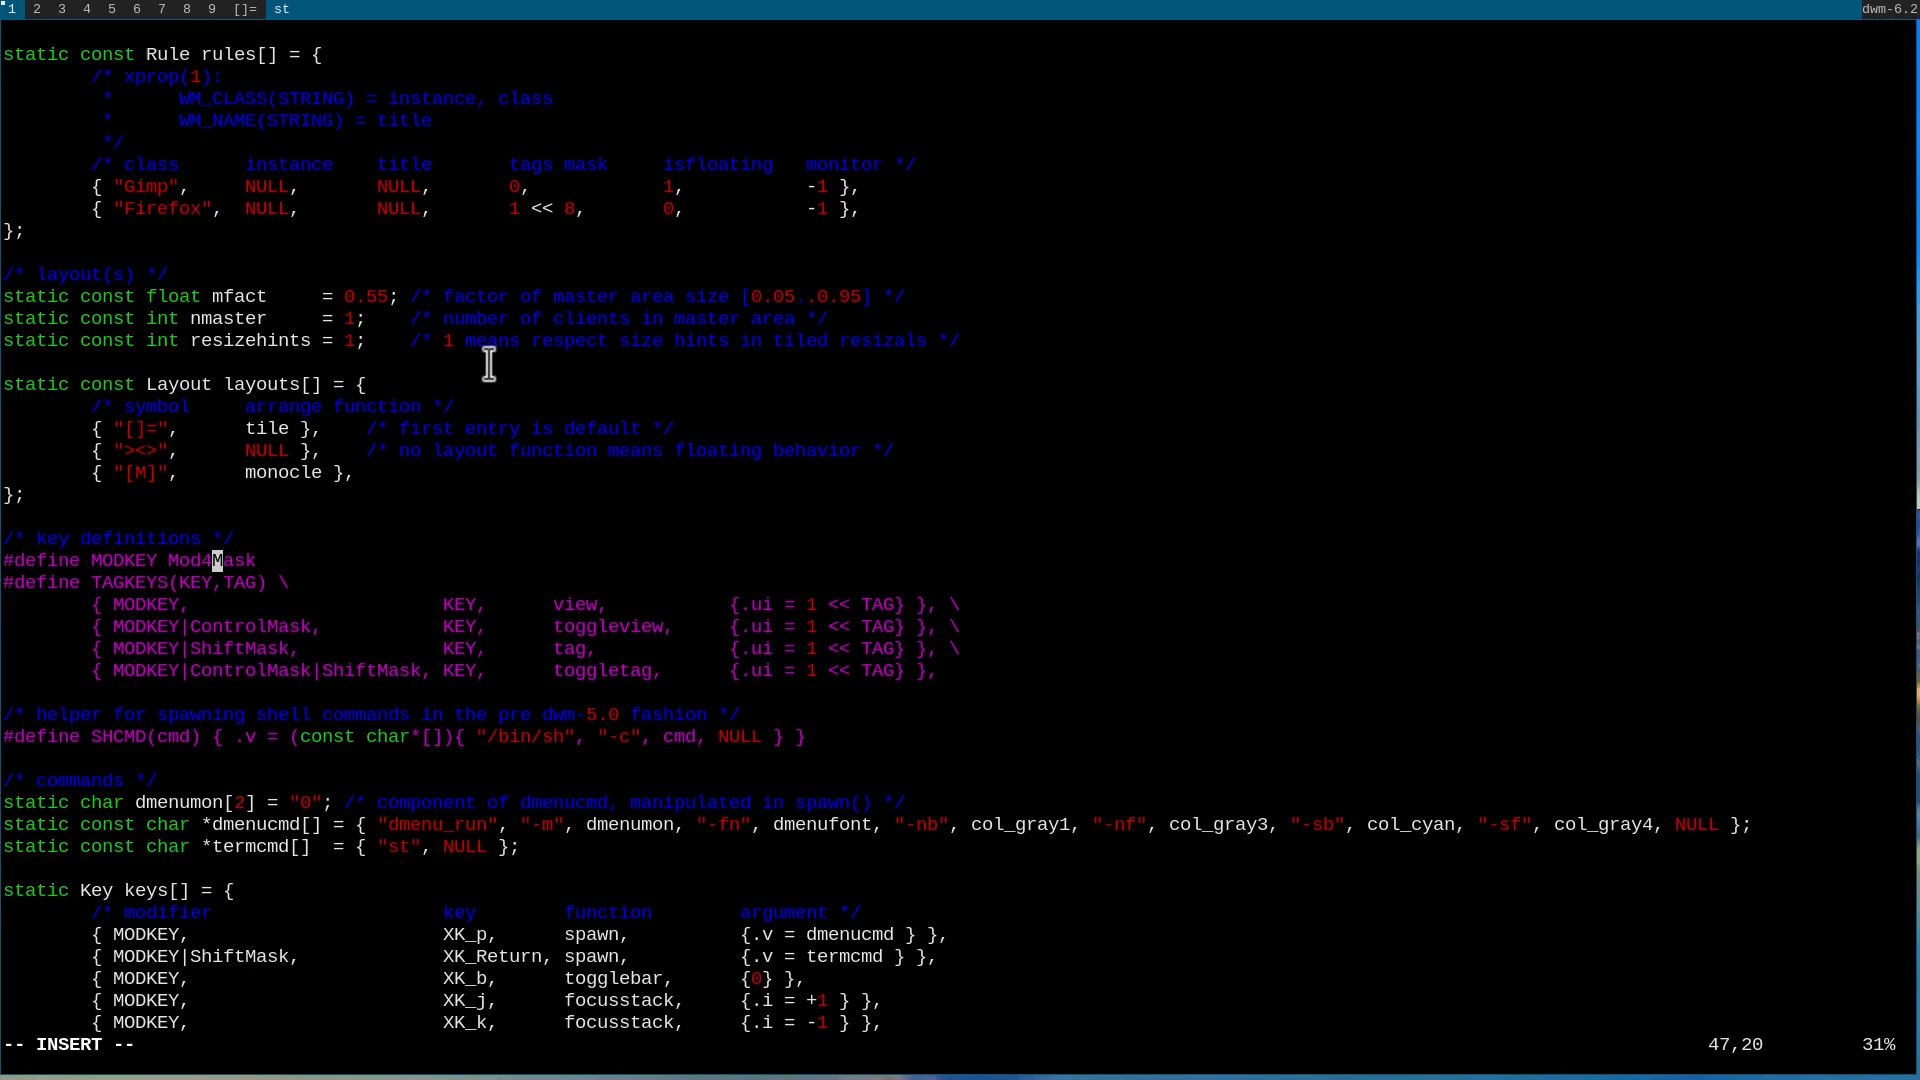 1 2 3 4 5 6 7 8 9 []= st dwm-6.2
static const Rule rules[] = {
/* xprop(1):
* WM_CLASS(STRING) = instance, class
* WM_NAME(STRING) = title
*/
/* class instance title tags mask isfloating monitor */
{ "Gimp", NULL, NULL, 0, 1, -1 },
{ "Firefox", NULL, NULL, 1 << 8, 0, -1 },
};
/* layout(s) */
static const float mfact = 0.55; /* factor of master area size [0.05..0.95] */
static const int nmaster = 1; /* number of clients in master area */
static const int resizehints = 1; /* 1 means respect size hints in tiled resizals */
static const Layout layouts[] = {
/* symbol arrange function */
{ "[]=", tile }, /* first entry is default */
{ "><>", NULL }, /* no layout function means floating behavior */
{ "[M]", monocle },
};
/* key definitions */
#define MODKEY Mod4Mask
#define TAGKEYS(KEY,TAG) \
{ MODKEY, KEY, view, {.ui = 1 << TAG} }, \
{ MODKEY|ControlMask, KEY, toggleview, {.ui = 1 << TAG} }, \
{ MODKEY|ShiftMask, KEY, tag, {.ui = 1 << TAG} }, \
{ MODKEY|ControlMask|ShiftMask, KEY, toggletag, {.ui = 1 << TAG} },
/* helper for spawning shell commands in the pre dwm-5.0 fashion */
#define SHCMD(cmd) { .v = (const char*[]){ "/bin/sh", "-c", cmd, NULL } }
/* commands */
static char dmenumon[2] = "0"; /* component of dmenucmd, manipulated in spawn() */
static const char *dmenucmd[] = { "dmenu_run", "-m", dmenumon, "-fn", dmenufont, "-nb", col_gray1, "-nf", col_gray3, "-sb", col_cyan, "-sf", col_gray4, NULL };
static const char *termcmd[] = { "st", NULL };
static Key keys[] = {
/* modifier key function argument */
{ MODKEY, XK_p, spawn, {.v = dmenucmd } },
{ MODKEY|ShiftMask, XK_Return, spawn, {.v = termcmd } },
{ MODKEY, XK_b, togglebar, {0} },
{ MODKEY, XK_j, focusstack, {.i = +1 } },
{ MODKEY, XK_k, focusstack, {.i = -1 } },
-- INSERT -- 47,20 31%